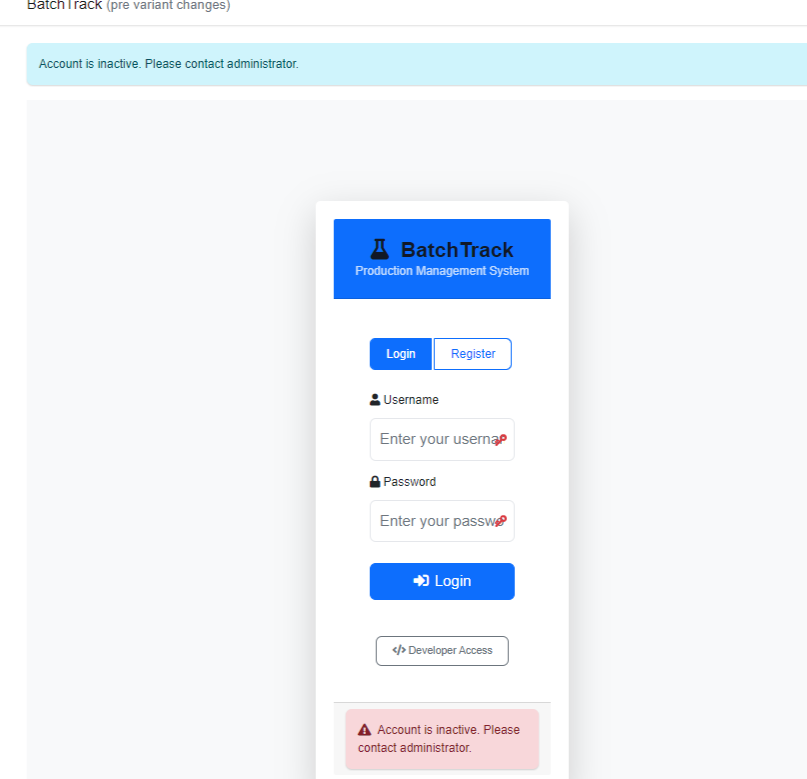 BatchTrack (pre variant changes)
Account is inactive. Please contact administrator.
BatchTrack
Production Management System
Login
Register
Username
Enter your userna
Password
Enter your passw
Login
</> Developer Access
Account is inactive. Please
contact administrator.